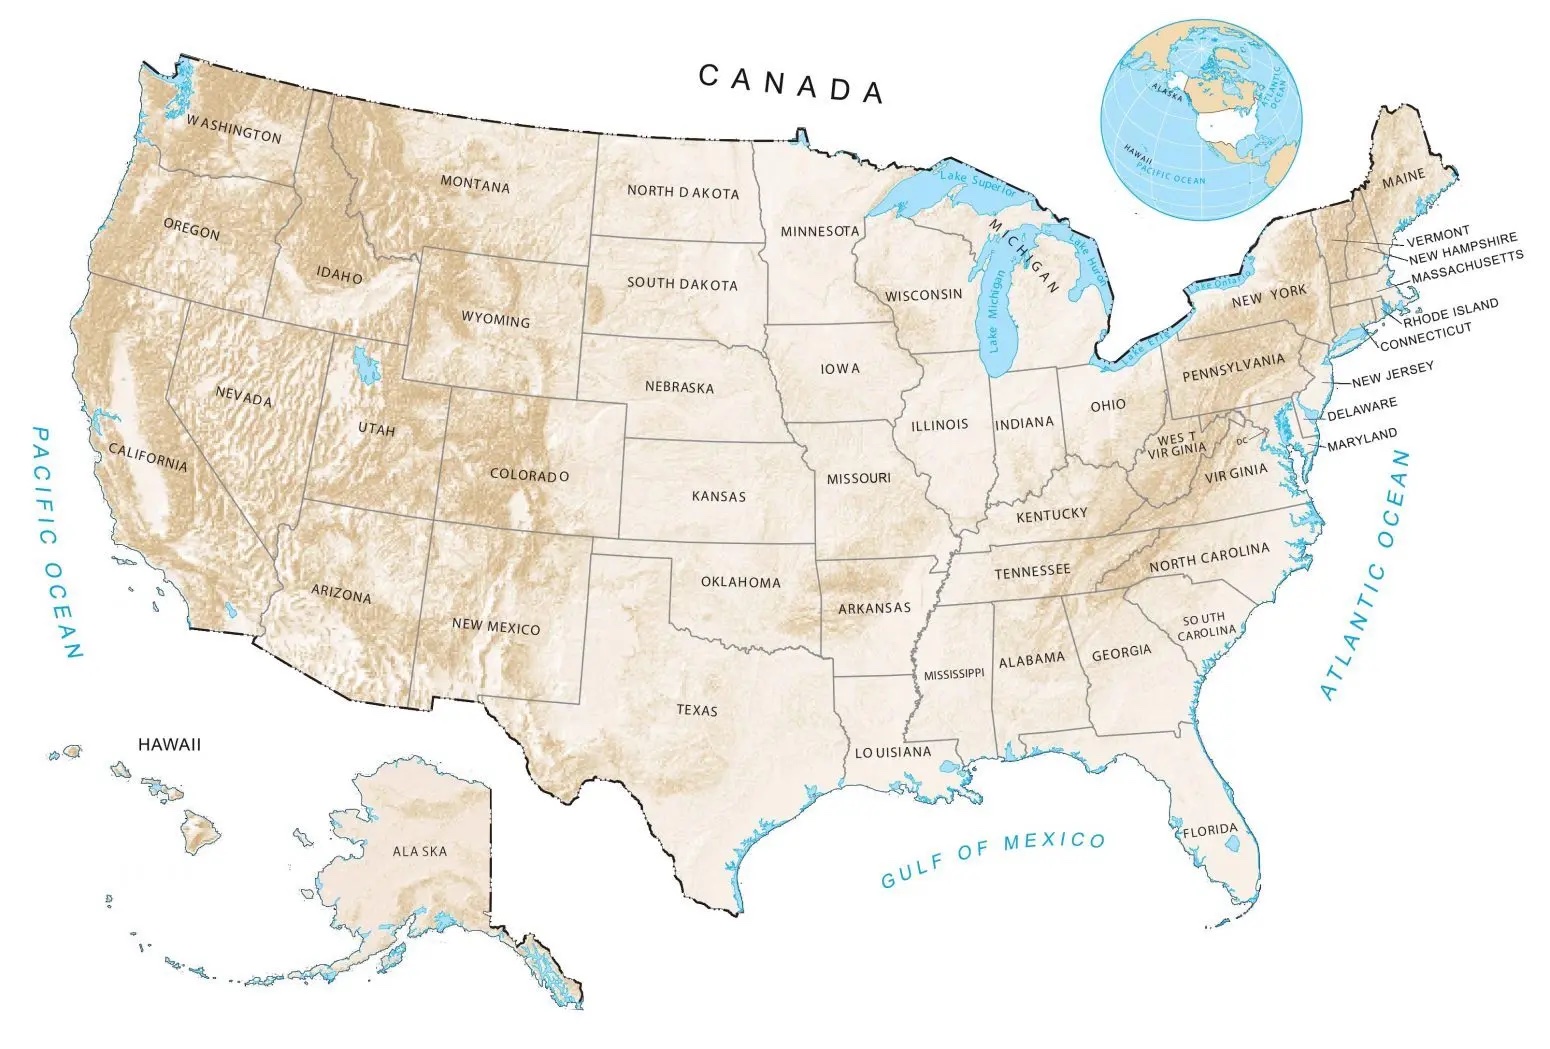 CANADA
ALASKA
ATLANTIC
OCEAN
HAWAII
PACIFIC OCEAN
WASHINGTON
MONTANA
NORTH DAKOTA
MINNESOTA
Lake Superior
MICHIGAN
Lake Huron
Lake Michigan
MAINE
VERMONT
NEW HAMPSHIRE
MASSACHUSETTS
RHODE ISLAND
CONNECTICUT
OREGON
IDAHO
WYOMING
SOUTH DAKOTA
WISCONSIN
Lake Ontario
NEW YORK
Lake Erie
PENNSYLVANIA
NEW JERSEY
DELAWARE
MARYLAND
NEVADA
UTAH
NEBRASKA
IOWA
ILLINOIS
INDIANA
OHIO
WEST
VIRGINIA
DC
VIRGINIA
CALIFORNIA
COLORADO
KANSAS
MISSOURI
KENTUCKY
PACIFIC OCEAN
ATLANTIC OCEAN
ARIZONA
NEW MEXICO
OKLAHOMA
ARKANSAS
TENNESSEE
NORTH CAROLINA
SOUTH
CAROLINA
TEXAS
LOUISIANA
MISSISSIPPI
ALABAMA
GEORGIA
FLORIDA
GULF OF MEXICO
HAWAII
ALASKA